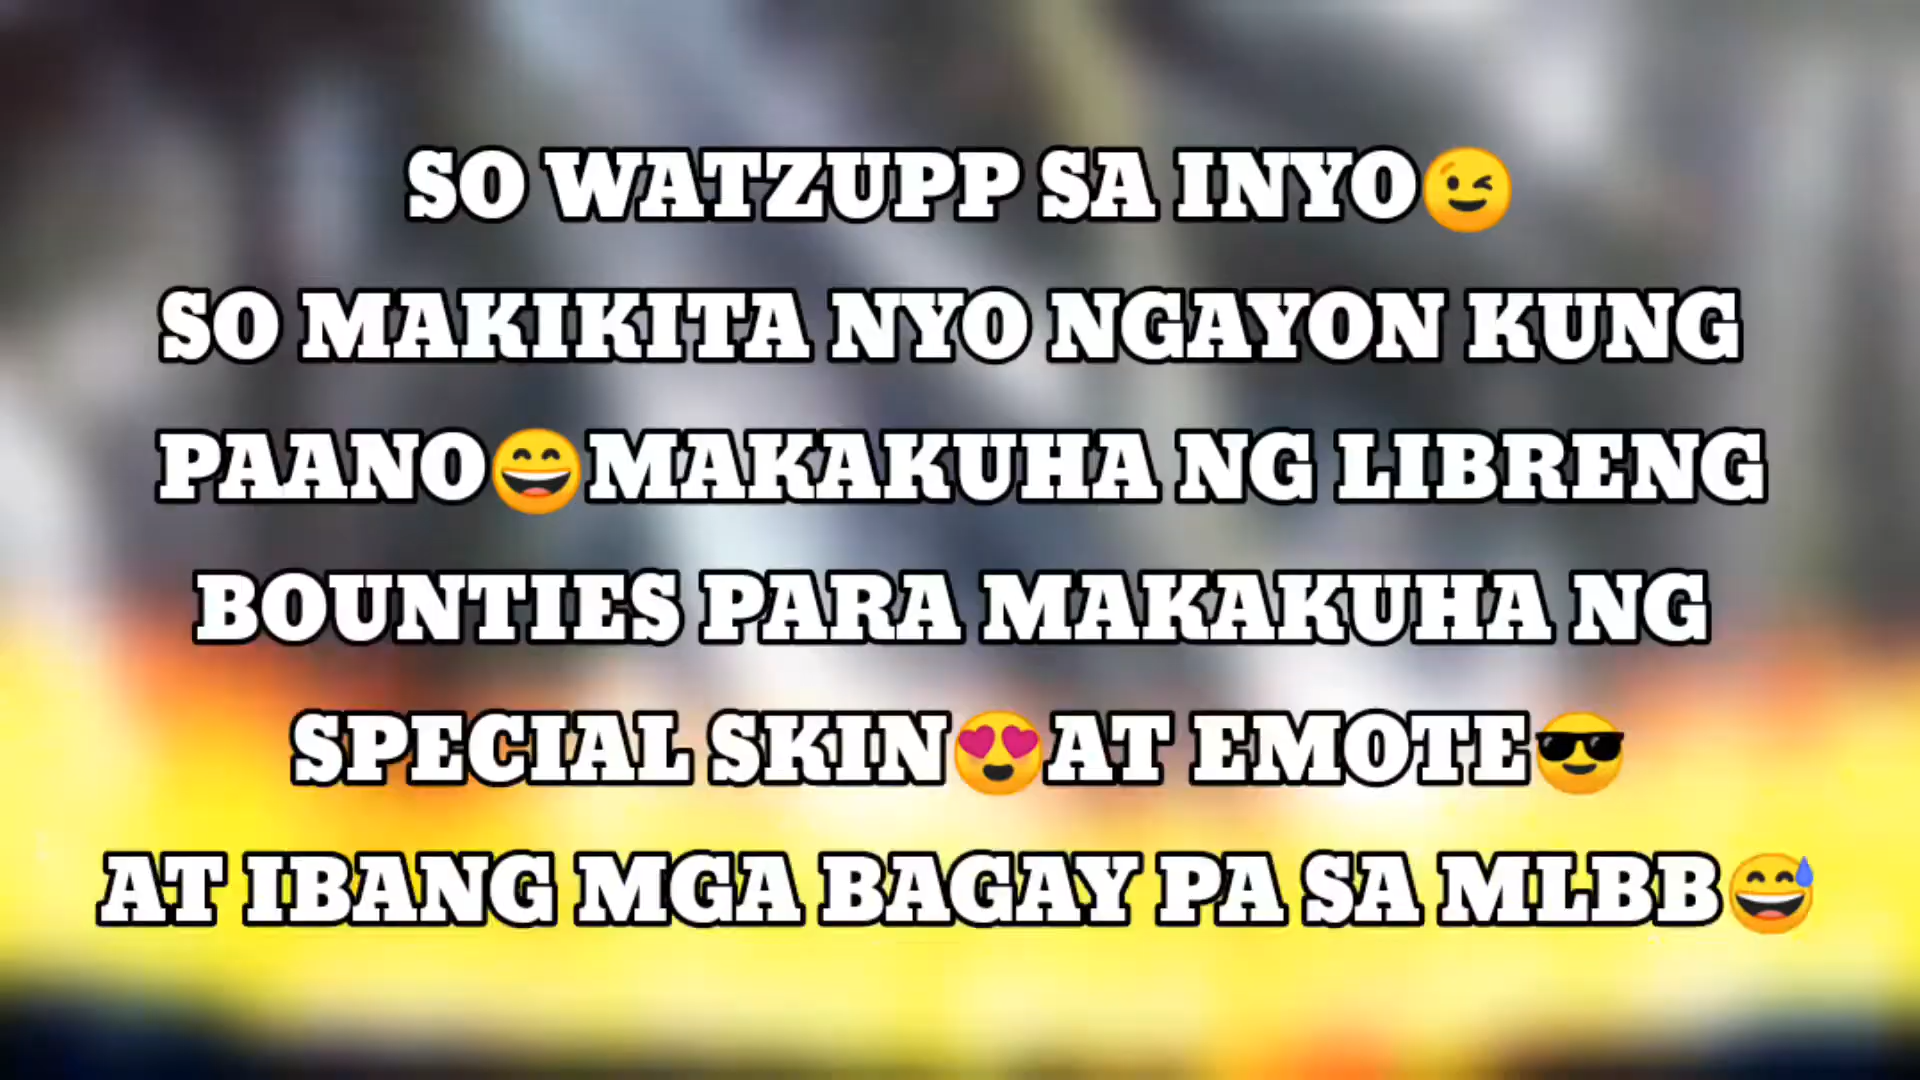 SO WATZUPP SA INYO😉
SO MAKIKITA NYO NGAYON KUNG
PAANO😄MAKAKUHA NG LIBRENG
BOUNTIES PARA MAKAKUHA NG
SPECIAL SKIN😍AT EMOTE😎
AT IBANG MGA BAGAY PA SA MLBB😅